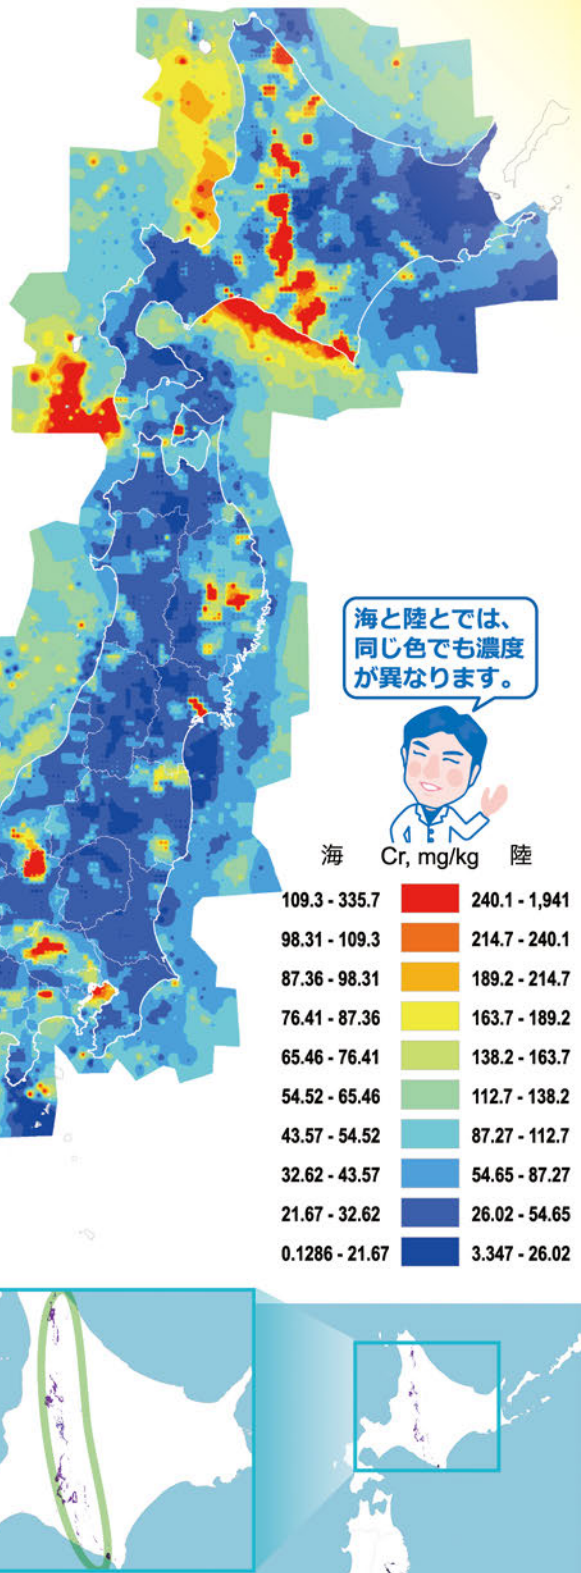 海と陸とでは、
同じ色でも濃度
が異なります。
海 Cr, mg/kg 陸
109.3 - 335.7 240.1 - 1,941
98.31 - 109.3 214.7 - 240.1
87.36 - 98.31 189.2 - 214.7
76.41 - 87.36 163.7 - 189.2
65.46 - 76.41 138.2 - 163.7
54.52 - 65.46 112.7 - 138.2
43.57 - 54.52 87.27 - 112.7
32.62 - 43.57 54.65 - 87.27
21.67 - 32.62 26.02 - 54.65
0.1286 - 21.67 3.347 - 26.02